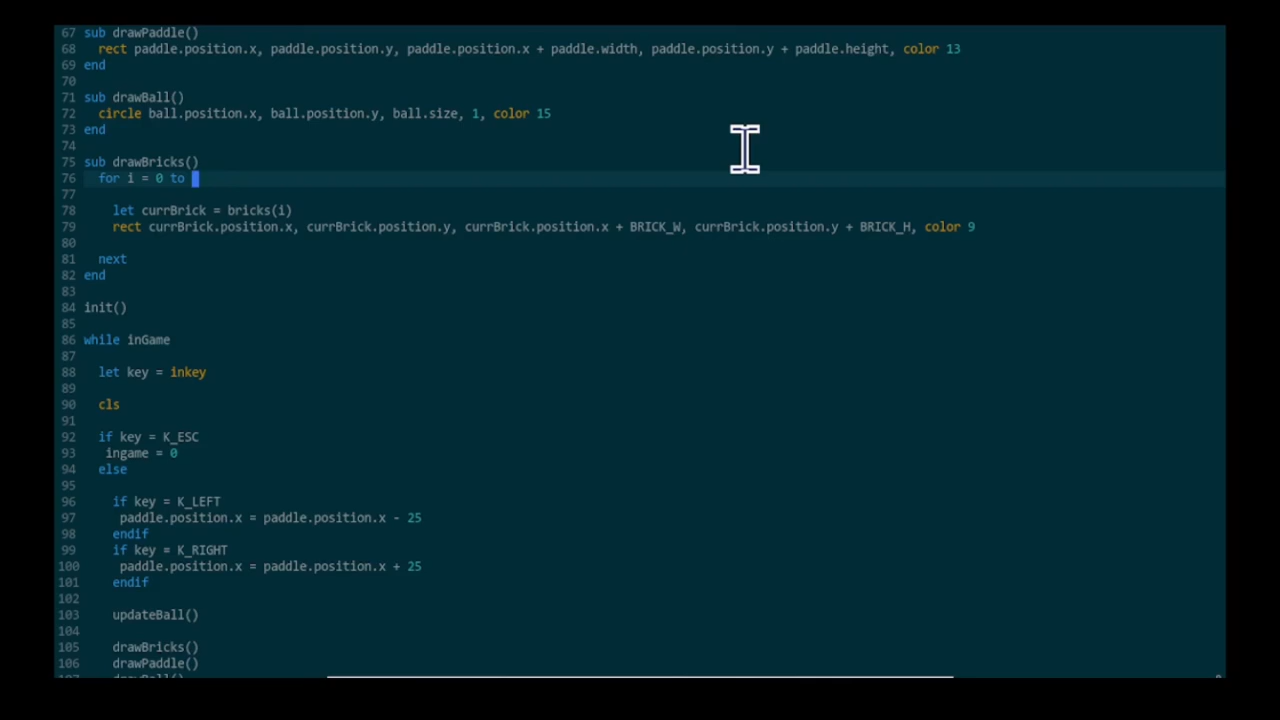 67 sub drawPaddle()
68 rect paddle.position.x, paddle.position.y, paddle.position.x + paddle.width, paddle.position.y + paddle.height, color 13
69 end
70
71 sub drawBall()
72 circle ball.position.x, ball.position.y, ball.size, 1, color 15
73 end
74
75 sub drawBricks()
76 for i = 0 to
77
78 let currBrick = bricks(i)
79 rect currBrick.position.x, currBrick.position.y, currBrick.position.x + BRICK_W, currBrick.position.y + BRICK_H, color 9
80
81 next
82 end
83
84 init()
85
86 while inGame
87
88 let key = inkey
89
90 cls
91
92 if key = K_ESC
93 ingame = 0
94 else
95
96 if key = K_LEFT
97 paddle.position.x = paddle.position.x - 25
98 endif
99 if key = K_RIGHT
100 paddle.position.x = paddle.position.x + 25
101 endif
102
103 updateBall()
104
105 drawBricks()
106 drawPaddle()